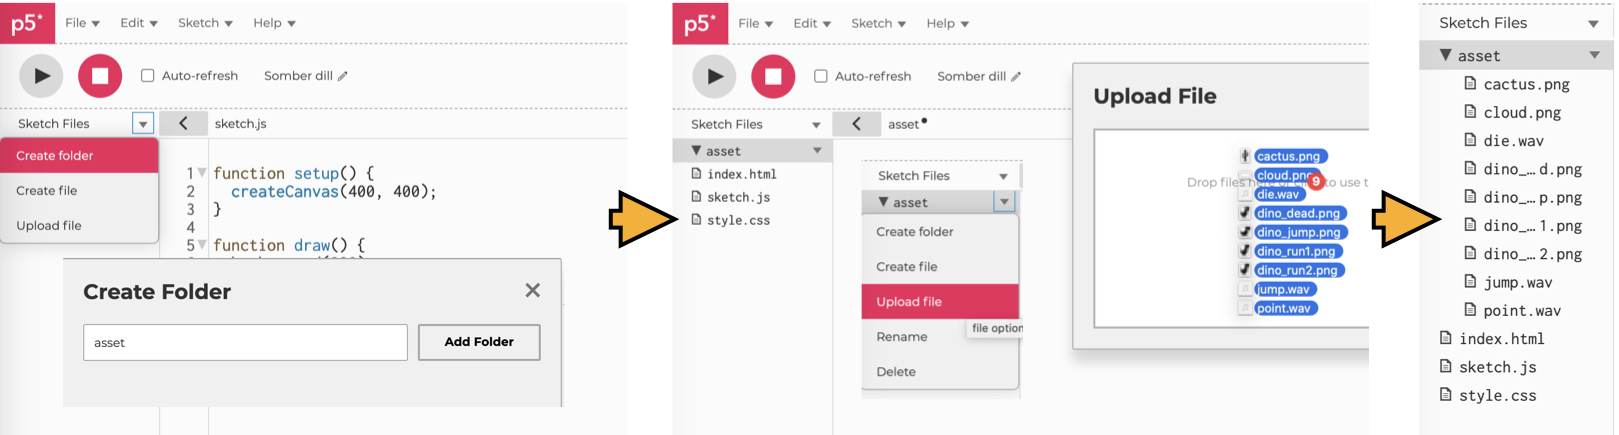 p5* File Edit Sketch Help
Auto-refresh Somber dill
Sketch Files sketch.js
Create folder
Create file
Upload file
1 function setup() {
2 createCanvas(400, 400);
3 }
4
5 function draw() {
Create Folder
asset Add Folder
p5* File Edit Sketch Help
Auto-refresh Somber dill
Sketch Files asset
asset
index.html
sketch.js
style.css
Sketch Files
asset
Create folder
Create file
Upload file
file option
Rename
Delete
Upload File
Drop files here or click to use t
9
cactus.png
cloud.png
die.wav
dino_dead.png
dino_jump.png
dino_run1.png
dino_run2.png
jump.wav
point.wav
Sketch Files
asset
cactus.png
cloud.png
die.wav
dino_… d.png
dino_… p.png
dino_… 1.png
dino_… 2.png
jump.wav
point.wav
index.html
sketch.js
style.css